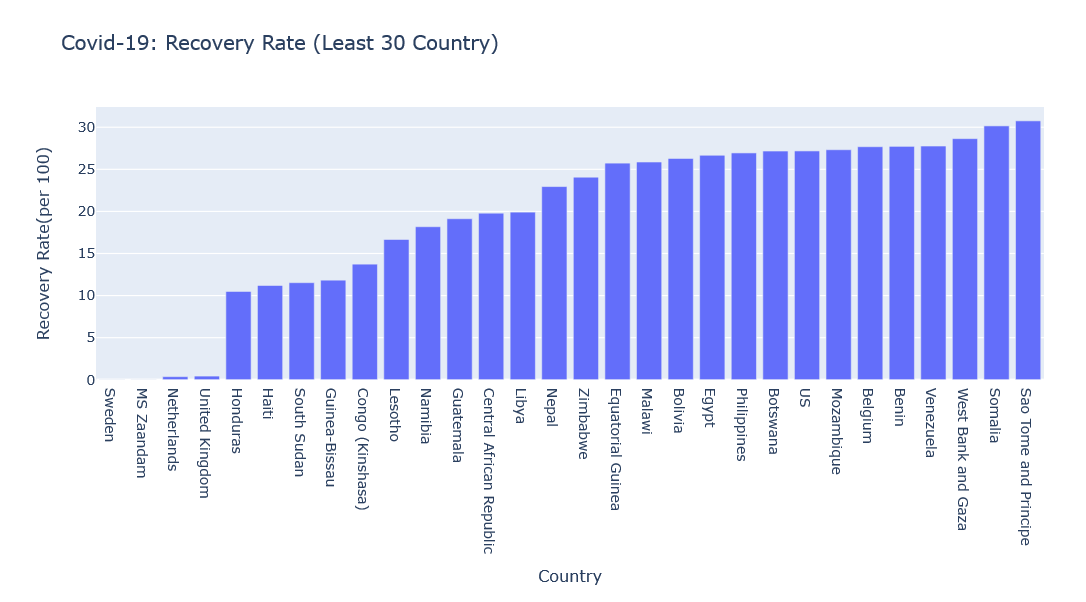 Covid-19: Recovery Rate (Least 30 Country)
Recovery Rate(per 100)
30
25
20
15
10
5
0
Sweden
MS Zaandam
Netherlands
United Kingdom
Honduras
Haiti
South Sudan
Guinea-Bissau
Congo (Kinshasa)
Lesotho
Namibia
Guatemala
Central African Republic
Libya
Nepal
Zimbabwe
Equatorial Guinea
Malawi
Bolivia
Egypt
Philippines
Botswana
US
Mozambique
Belgium
Benin
Venezuela
West Bank and Gaza
Somalia
Sao Tome and Principe
Country